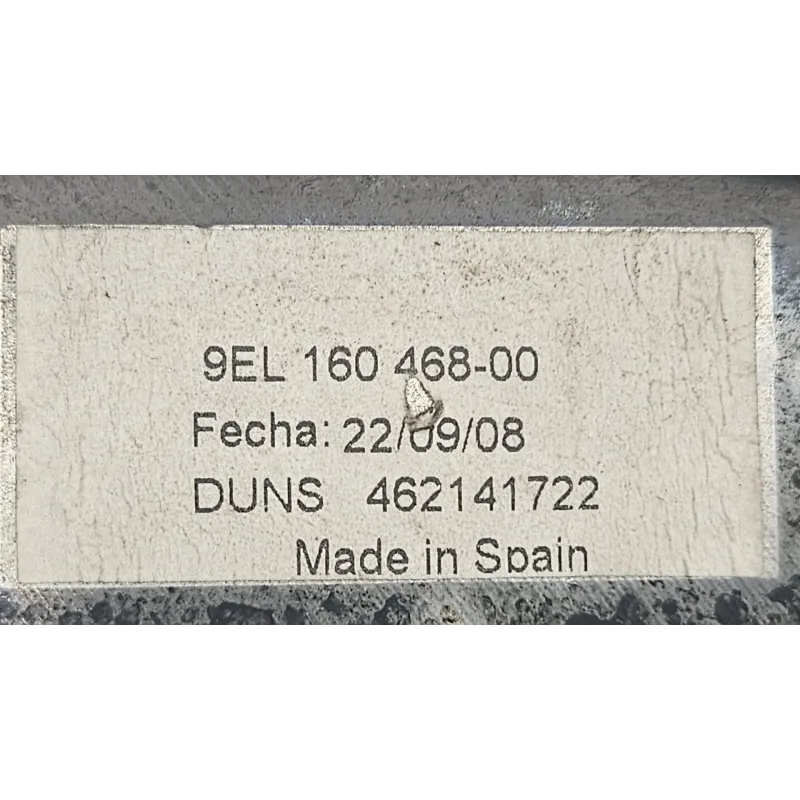 9EL 160 468-00
Fecha: 22/09/08
DUNS 462141722
Made in Spain